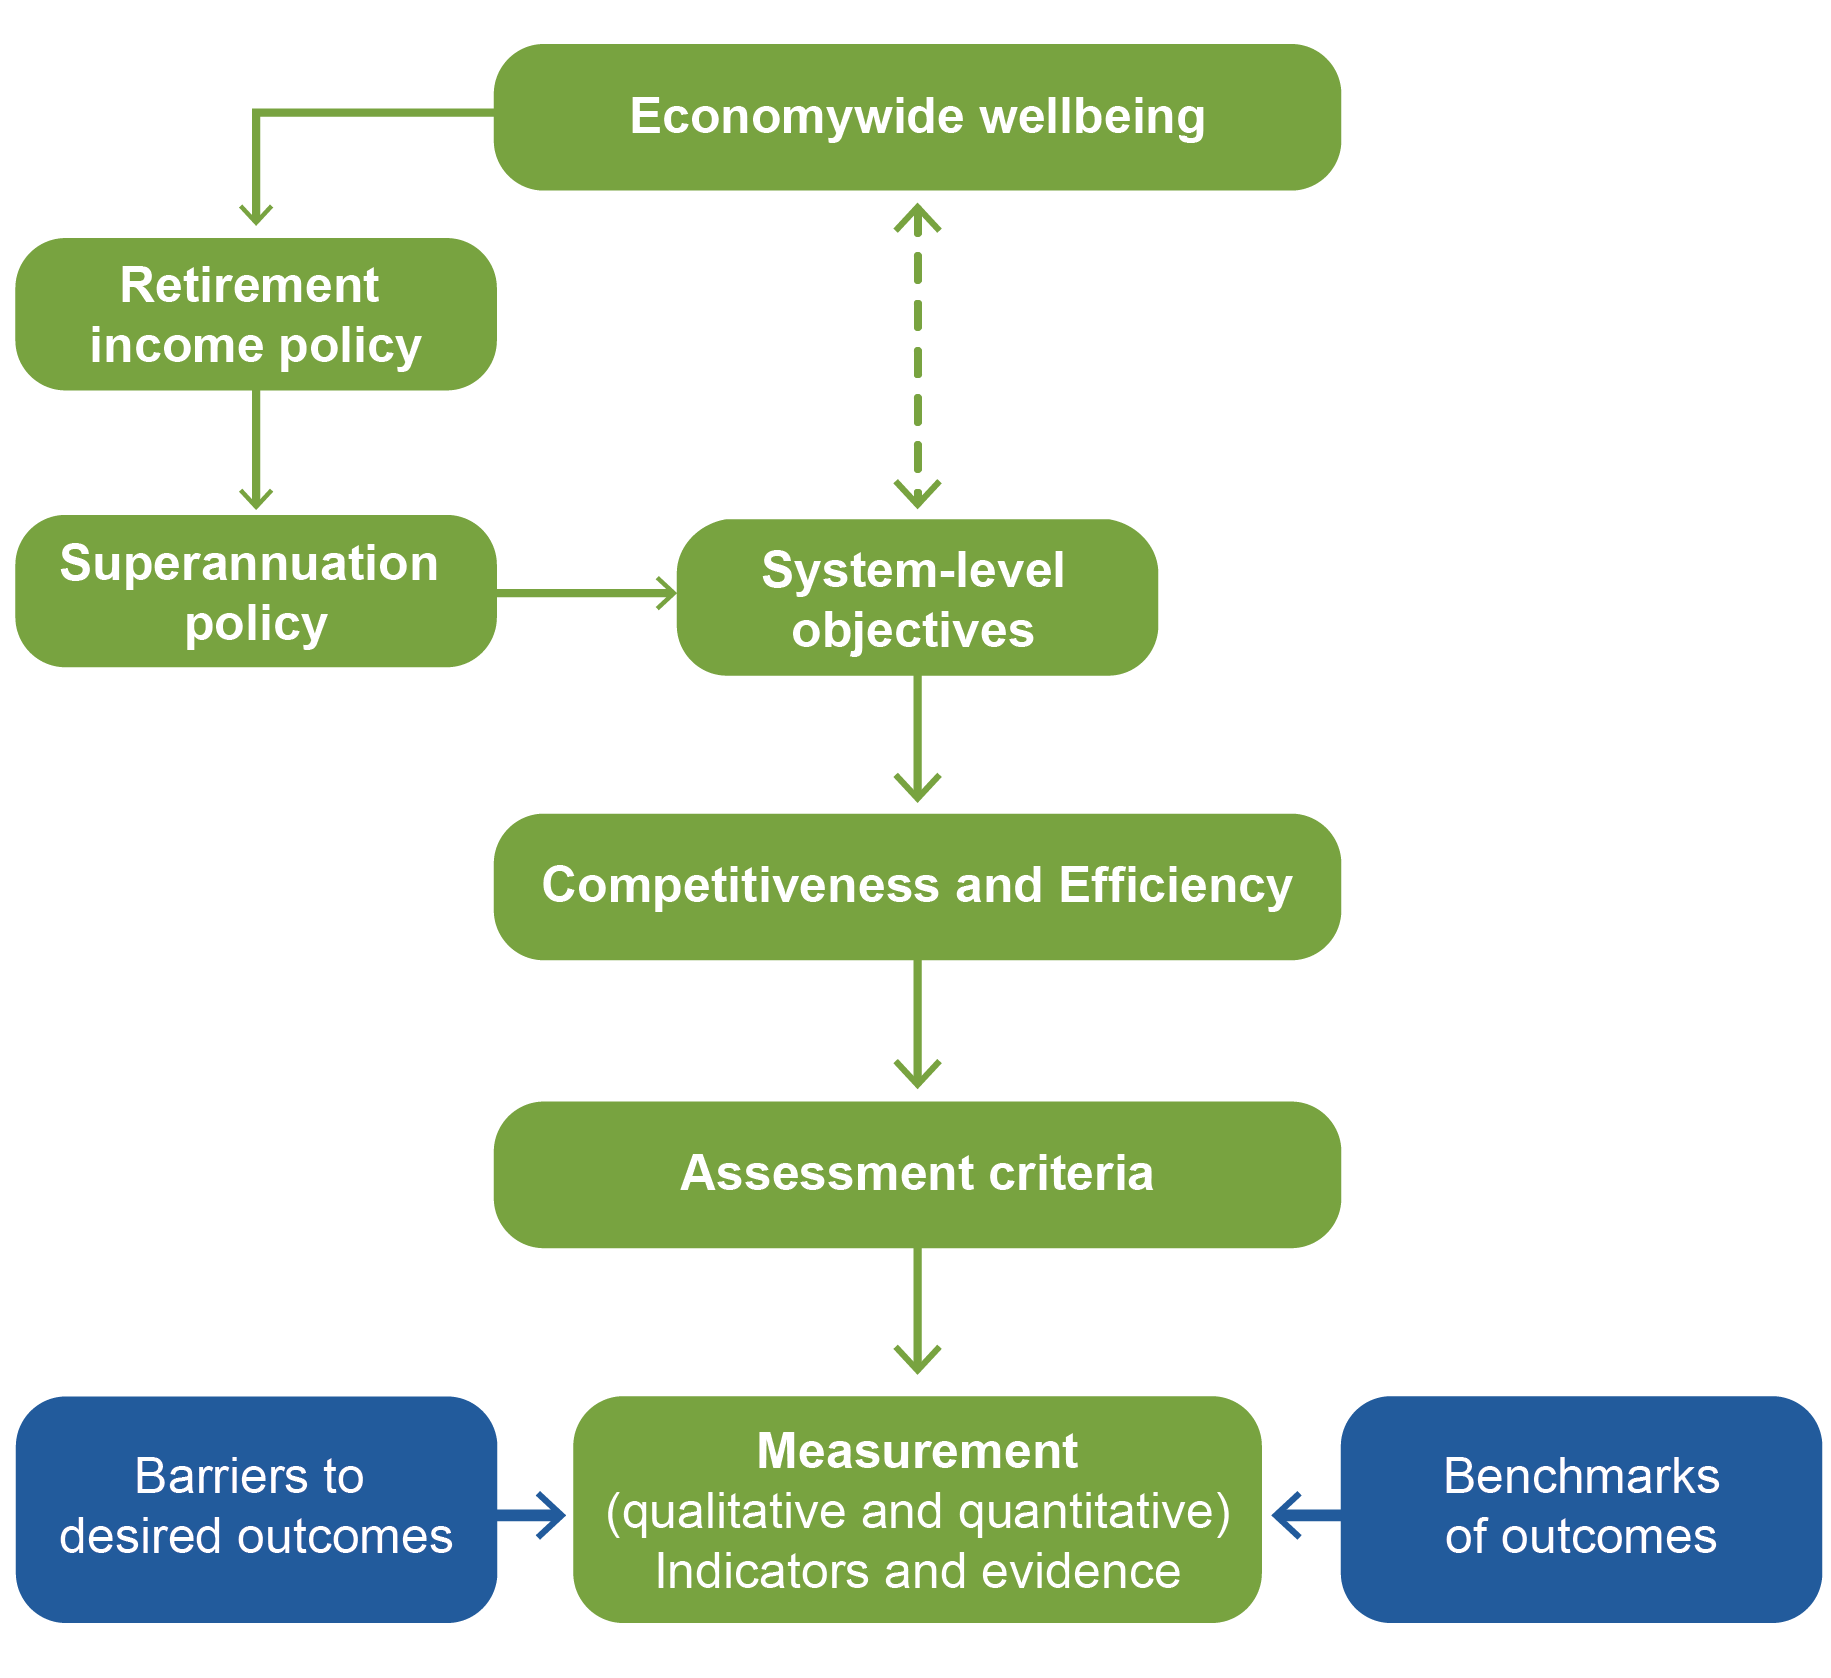 Economywide wellbeing
Retirement
income policy
Superannuation
policy
System-level
objectives
Competitiveness and Efficiency
Assessment criteria
Barriers to
desired outcomes
Measurement
(qualitative and quantitative)
Indicators and evidence
Benchmarks
of outcomes